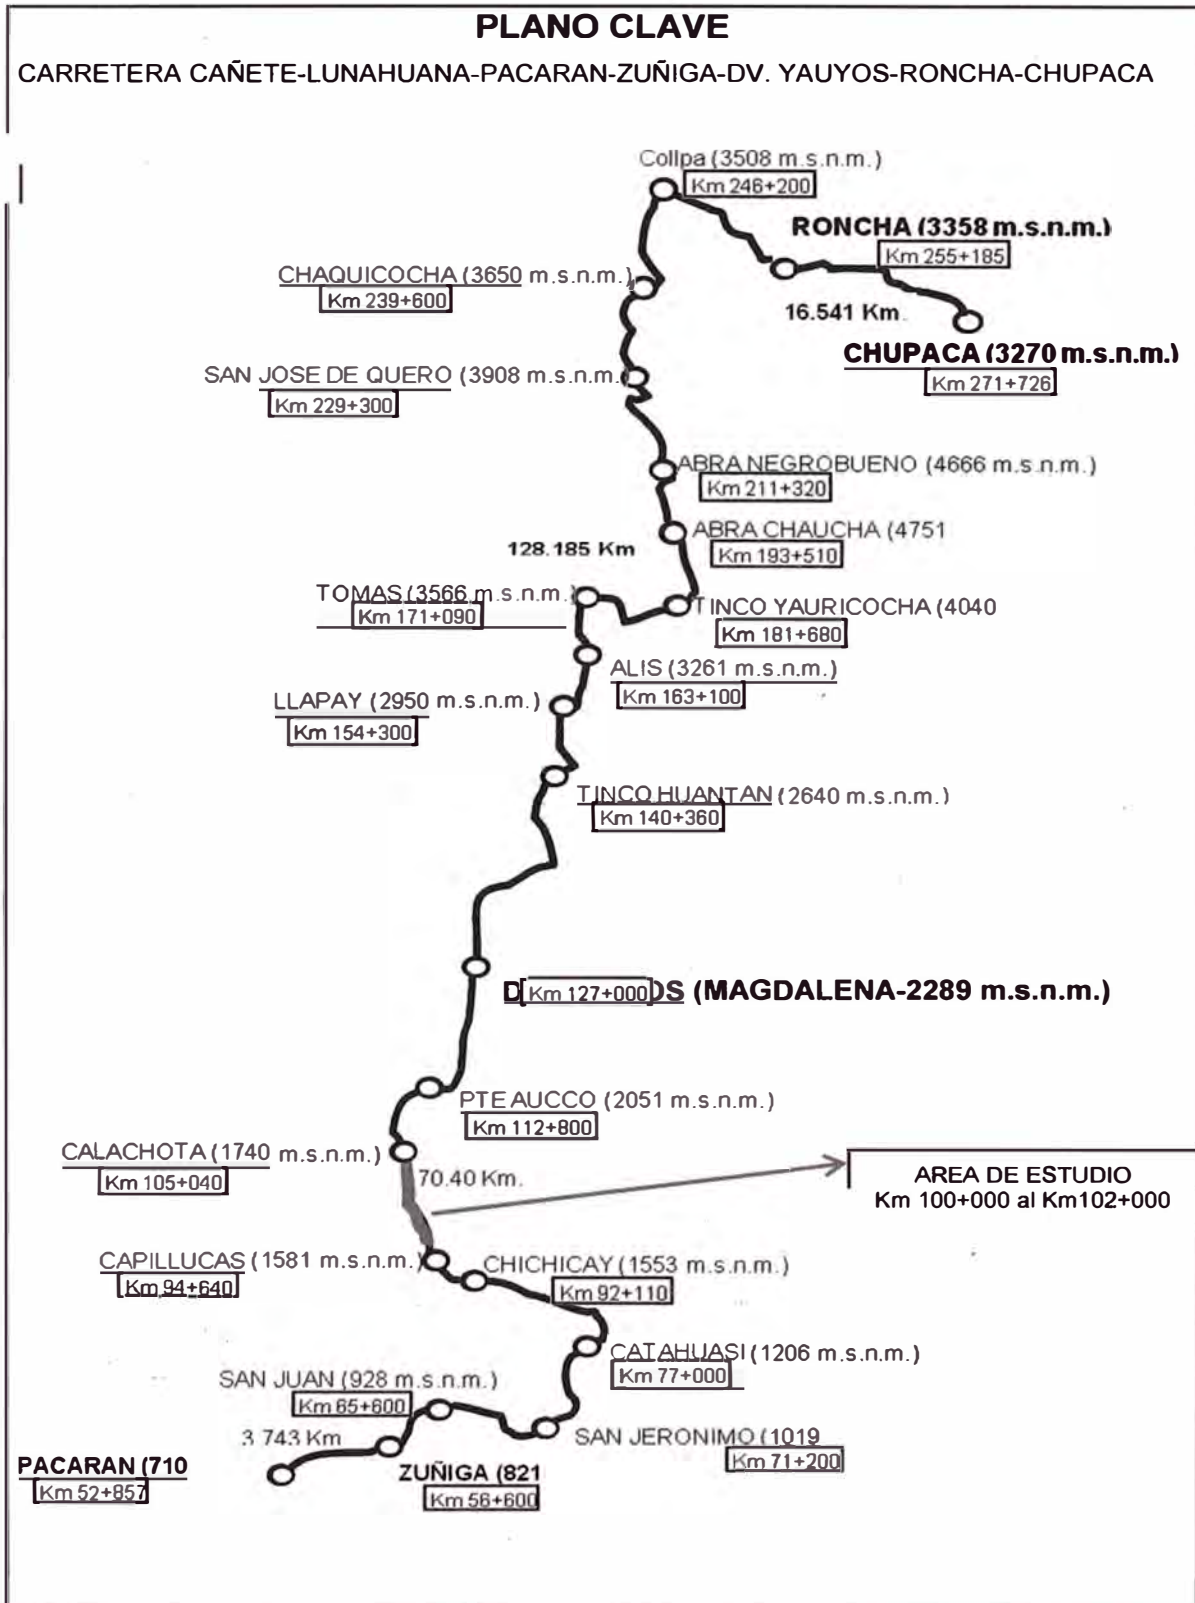 PLANO CLAVE
CARRETERA CAÑETE-LUNAHUANA-PACARAN-ZUÑIGA-DV. YAUYOS-RONCHA-CHUPACA
Collpa (3508 m.s.n.m.)
Km 246+200
RONCHA (3358 m.s.n.m.)
Km 255+185
CHAQUICOCHA (3650 m.s.n.m.)
Km 239+600
16.541 Km.
CHUPACA (3270 m.s.n.m.)
Km 271+726
SAN JOSE DE QUERO (3908 m.s.n.m.
Km 229+300
ABRA NEGROBUENO (4666 m.s.n.m.)
Km 211+320
ABRA CHAUCHA (4751
Km 193+510
128.185 Km
TOMAS (3566 m.s.n.m.)
Km 171+090
TINCO YAURICOCHA (4040
Km 181+680
ALIS (3261 m.s.n.m.)
Km 163+100
LLAPAY (2950 m.s.n.m.)
Km 154+300
TINCO HUANTAN (2640 m.s.n.m.)
Km 140+360
D Km 127+000 OS (MAGDALENA-2289 m.s.n.m.)
PTE AUCCO (2051 m.s.n.m.)
Km 112+800
CALACHOTA (1740 m.s.n.m.)
Km 105+040
70.40 Km.
AREA DE ESTUDIO
Km 100+000 al Km102+000
CAPILLUCAS (1581 m.s.n.m.)
Km 94+640
CHICHICAY (1553 m.s.n.m.)
Km 92+110
CATAHUASI (1206 m.s.n.m.)
Km 77+000
SAN JUAN (928 m.s.n.m.)
Km 65+600
3 743 Km
SAN JERONIMO (1019
Km 71+200
PACARAN (710
Km 52+857
ZUÑIGA (821
Km 56+600